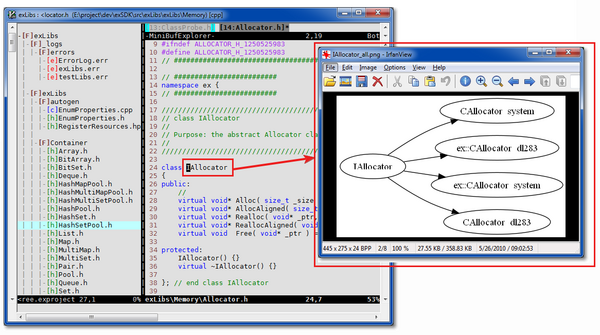 exLibs : <locator.h (E:\project\dev\exSDK\src\exLibs\Memory) [cpp]
-[F]exUtilities
-[F]_logs
[F]errors
[e]ErrorLog.err
[e]exLibs.err
[e]testLibs.err
-[F]exLibs
[F]autogen
[c]EnumProperties.cpp
[h]EnumProperties.h
[h]RegisterResources.hp
[F]Container
[h]Array.h
[h]BitArray.h
[h]BitSet.h
[h]Deque.h
[h]HashMapPool.h
[h]HashMultiMapPool.h
[h]HashMultiSetPool.h
[h]HashPool.h
[h]HashSet.h
[h]HashSetPool.h
[h]List.h
[h]Map.h
[h]MultiMap.h
[h]MultiSet.h
[h]Pair.h
[h]Pool.h
[h]Queue.h
[h]Set.h
<ree.exproject 27,1 0%
[13:ClassProbe.h] [14:Allocator.h]*
-MiniBufExplorer- 2,19 Bot
9 #ifndef ALLOCATOR_H_1250525983
10 #define ALLOCATOR_H_1250525983
namespace ex {
// class IAllocator
//
// Purpose: the abstract Allocator cla
//
24 class IAllocator
{
public:
//
virtual void* Alloc( size_t _size
virtual void* AllocAligned( size_t
virtual void* Realloc( void* _ptr,
virtual void* ReallocAligned( void
virtual void Free( void* _ptr ) =
protected:
IAllocator() {}
virtual ~IAllocator() {}
}; // end class IAllocator
exLibs\Memory\Allocator.h 24,7 53%
IAllocator_all.png - IrfanView
File Edit Image Options View Help
IAllocator
CAllocator system
ex::CAllocator dl283
ex::CAllocator system
CAllocator dl283
445 x 275 x 24 BPP 2/8 100 % 27.55 KB / 358.83 KB 5/26/2010 / 09:02:53